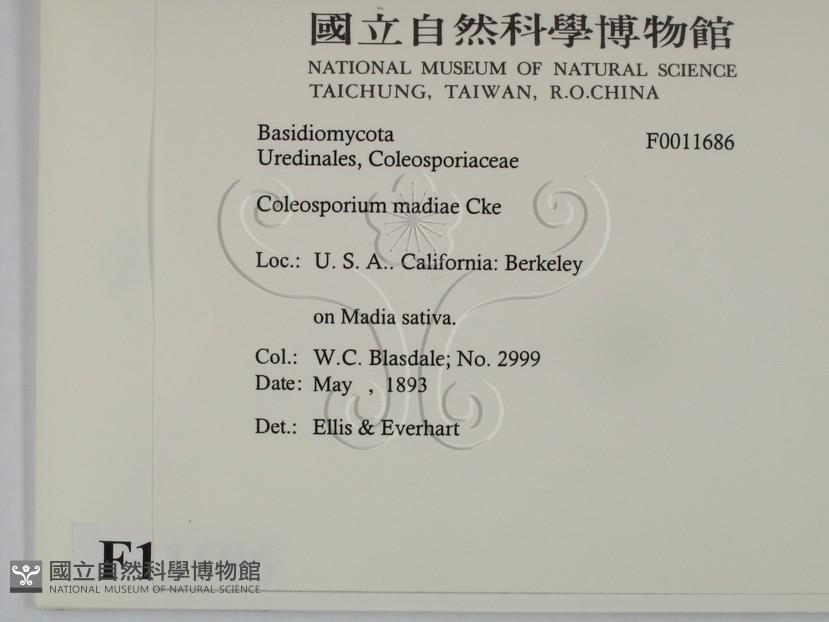 國立自然科學博物館
NATIONAL MUSEUM OF NATURAL SCIENCE
TAICHUNG, TAIWAN, R.O.CHINA
Basidiomycota F0011686
Uredinales, Coleosporiaceae
Coleosporium madiae Cke
Loc.: U. S. A.. California: Berkeley
on Madia sativa.
Col.: W.C. Blasdale; No. 2999
Date: May , 1893
Det.: Ellis & Everhart
F11686
國立自然科學博物館
NATIONAL MUSEUM OF NATURAL SCIENCE